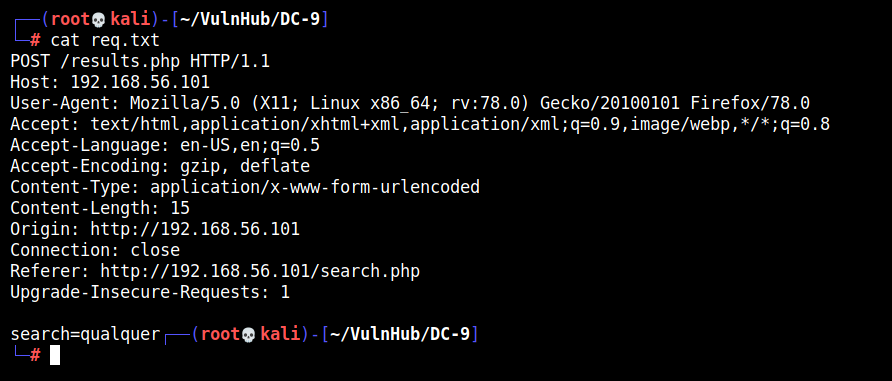 ┌──(root💀kali)-[~/VulnHub/DC-9]
└─# cat req.txt
POST /results.php HTTP/1.1
Host: 192.168.56.101
User-Agent: Mozilla/5.0 (X11; Linux x86_64; rv:78.0) Gecko/20100101 Firefox/78.0
Accept: text/html,application/xhtml+xml,application/xml;q=0.9,image/webp,*/*;q=0.8
Accept-Language: en-US,en;q=0.5
Accept-Encoding: gzip, deflate
Content-Type: application/x-www-form-urlencoded
Content-Length: 15
Origin: http://192.168.56.101
Connection: close
Referer: http://192.168.56.101/search.php
Upgrade-Insecure-Requests: 1

search=qualquer┌──(root💀kali)-[~/VulnHub/DC-9]
└─#